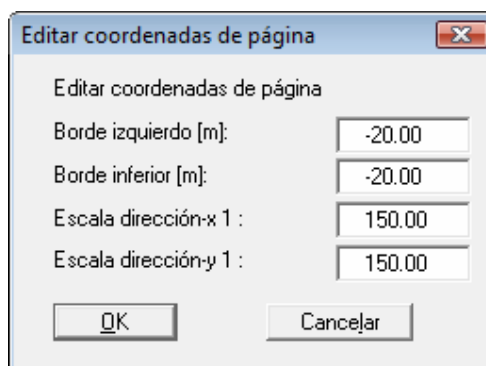 Editar coordenadas de página
Editar coordenadas de página
Borde izquierdo [m]: -20.00
Borde inferior [m]: -20.00
Escala dirección-x 1 : 150.00
Escala dirección-y 1 : 150.00
OK Cancelar